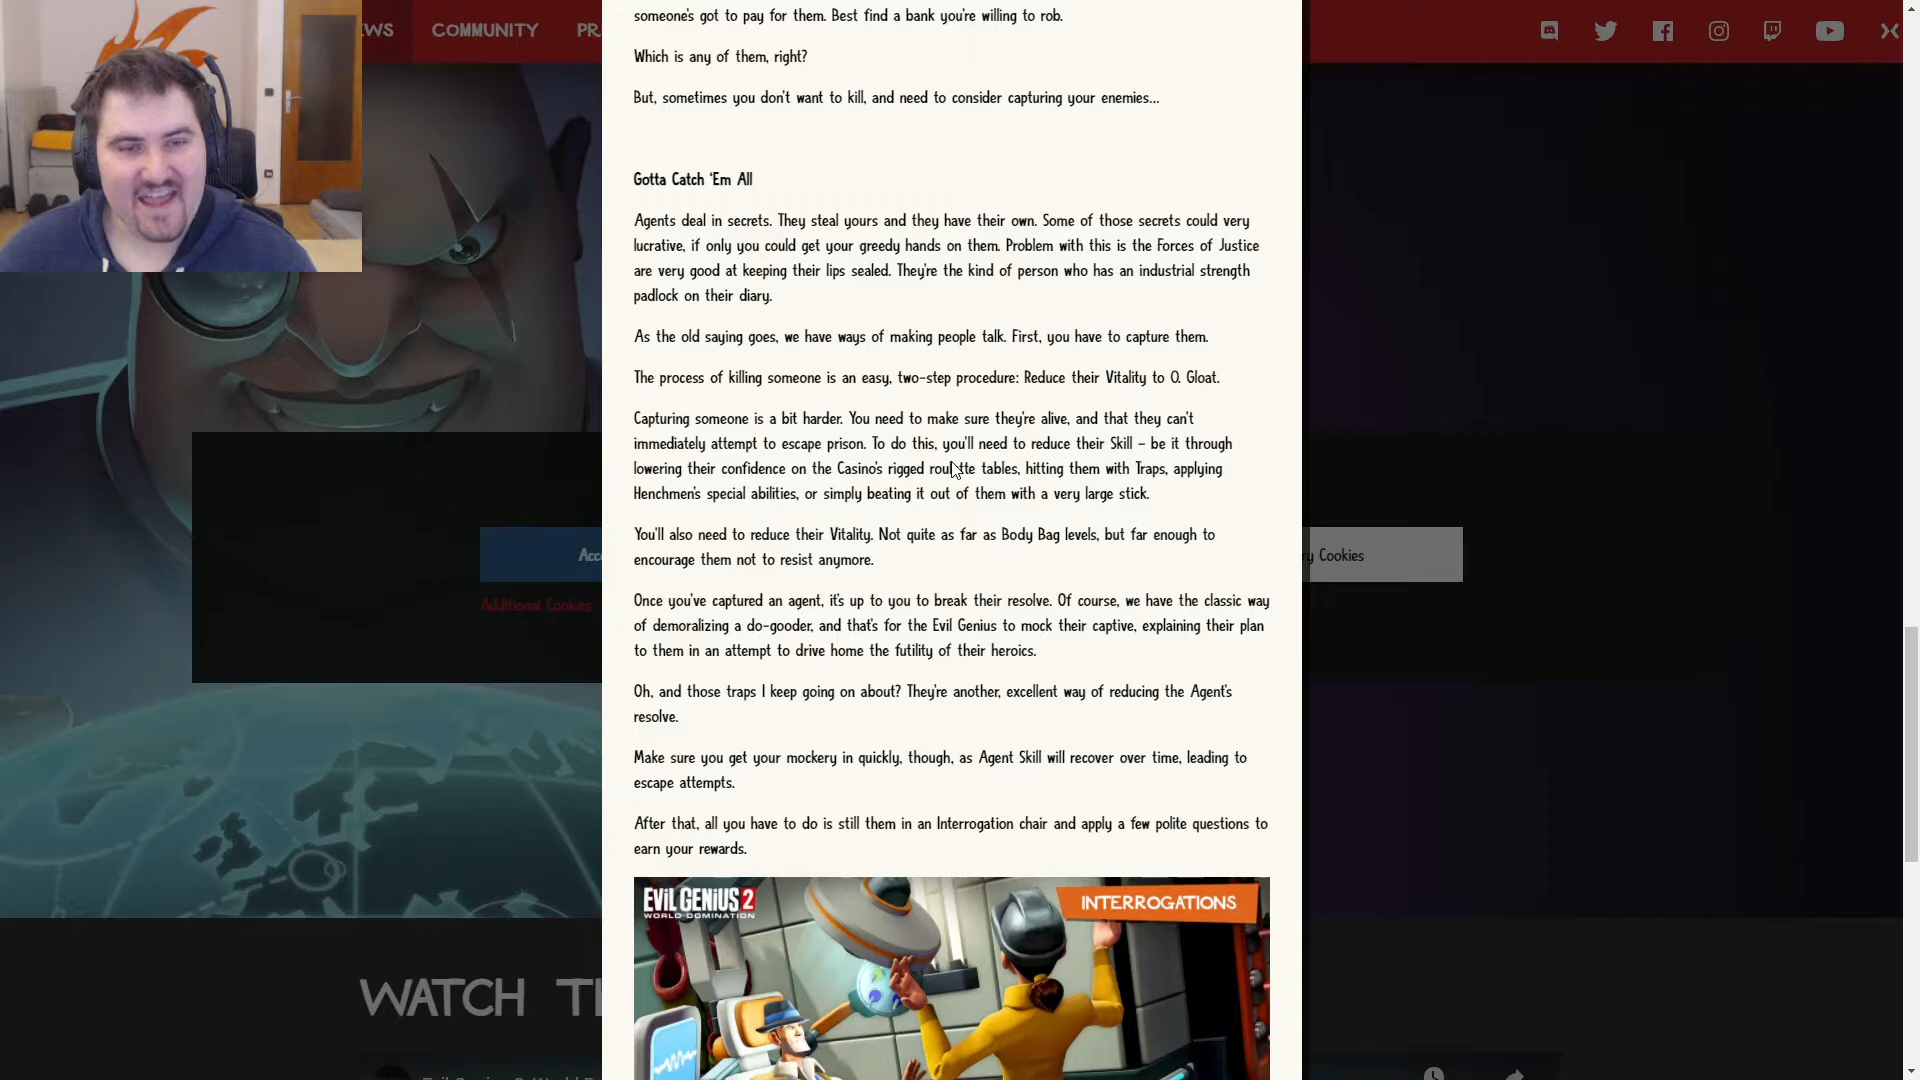 EWS COMMUNITY PR
someone's got to pay for them. Best find a bank you're willing to rob.
Which is any of them, right?
But, sometimes you don't want to kill, and need to consider capturing your enemies...
Gotta Catch 'Em All
Agents deal in secrets. They steal yours and they have their own. Some of those secrets could very
lucrative, if only you could get your greedy hands on them. Problem with this is the Forces of Justice
are very good at keeping their lips sealed. They're the kind of person who has an industrial strength
padlock on their diary.
As the old saying goes, we have ways of making people talk. First, you have to capture them.
The process of killing someone is an easy, two-step procedure: Reduce their Vitality to 0. Gloat.
Capturing someone is a bit harder. You need to make sure they're alive, and that they can't
immediately attempt to escape prison. To do this, you'll need to reduce their Skill – be it through
lowering their confidence on the Casino's rigged roulette tables, hitting them with Traps, applying
Henchmen's special abilities, or simply beating it out of them with a very large stick.
You'll also need to reduce their Vitality. Not quite as far as Body Bag levels, but far enough to
encourage them not to resist anymore.
Once you've captured an agent, it's up to you to break their resolve. Of course, we have the classic way
of demoralizing a do-gooder, and that's for the Evil Genius to mock their captive, explaining their plan
to them in an attempt to drive home the futility of their heroics.
Oh, and those traps I keep going on about? They're another, excellent way of reducing the Agent's
resolve.
Make sure you get your mockery in quickly, though, as Agent Skill will recover over time, leading to
escape attempts.
After that, all you have to do is still them in an Interrogation chair and apply a few polite questions to
earn your rewards.
EVIL GENIUS 2
WORLD DOMINATION
INTERROGATIONS
Acc
ry Cookies
Additional Cookies
WATCH T